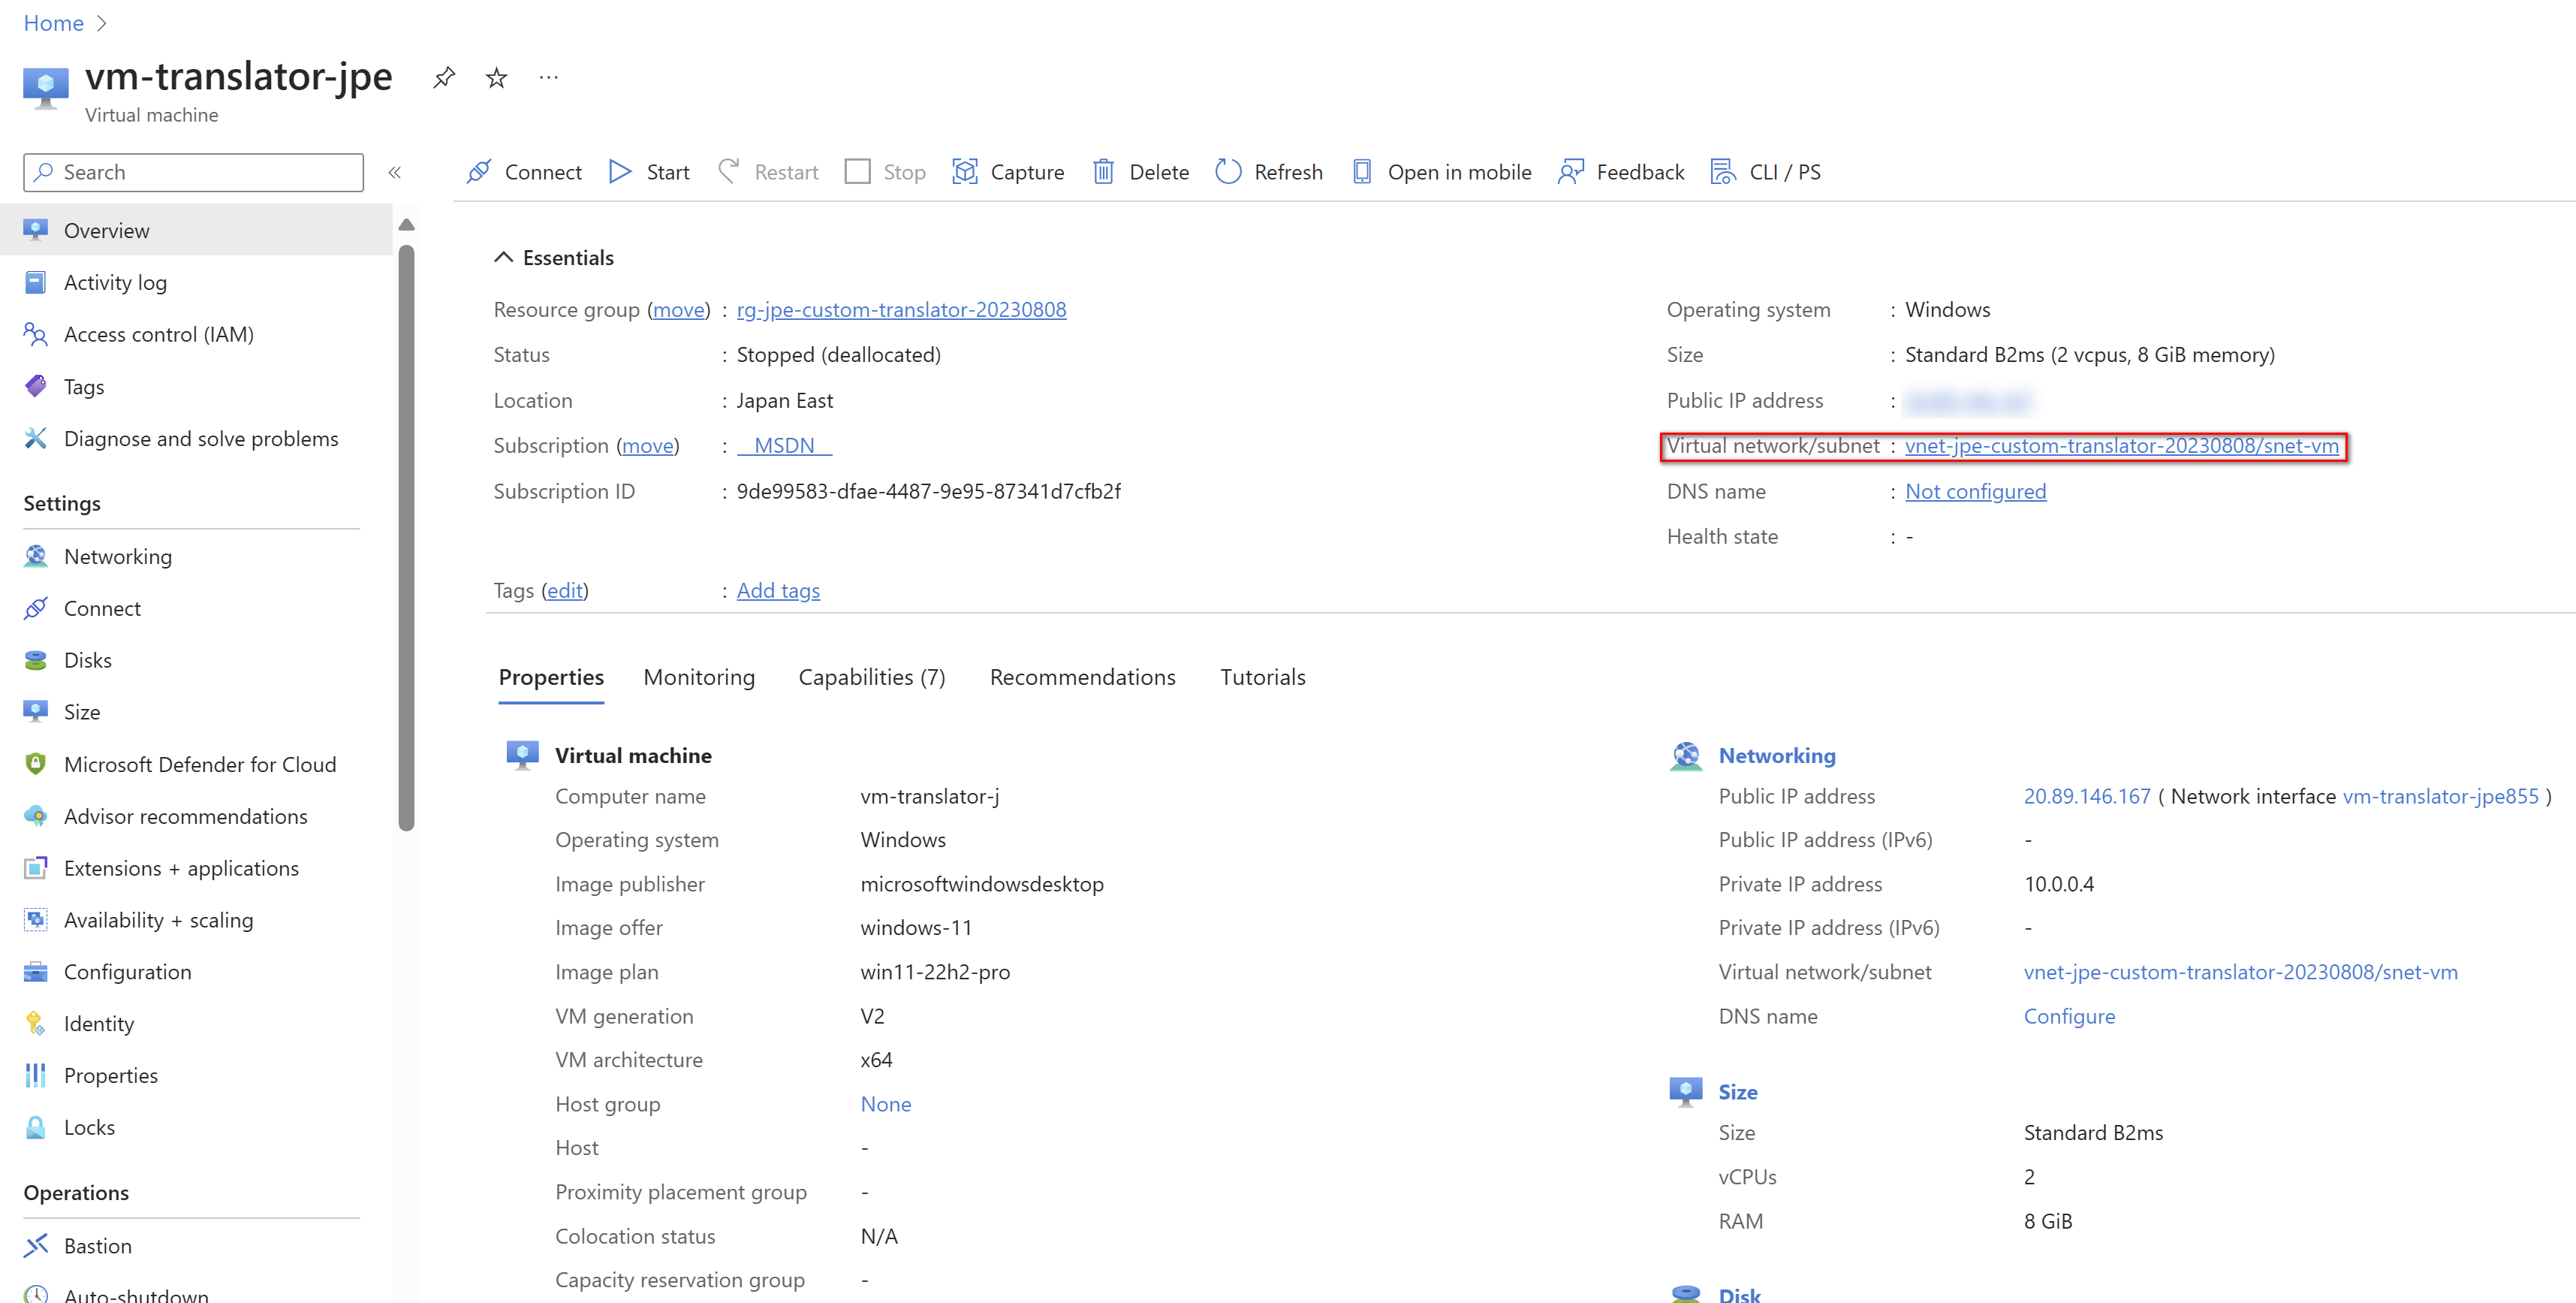 Home
vm-translator-jpe
Virtual machine
Search
Connect Start Restart Stop Capture Delete Refresh Open in mobile Feedback CLI / PS
Overview
Activity log
Access control (IAM)
Tags
Diagnose and solve problems
Settings
Networking
Connect
Disks
Size
Microsoft Defender for Cloud
Advisor recommendations
Extensions + applications
Availability + scaling
Configuration
Identity
Properties
Locks
Operations
Bastion
Auto-shutdown
Essentials
Resource group (move) : rg-jpe-custom-translator-20230808
Status : Stopped (deallocated)
Location : Japan East
Subscription (move) : __MSDN__
Subscription ID : 9de99583-dfae-4487-9e95-87341d7cfb2f
Operating system : Windows
Size : Standard B2ms (2 vcpus, 8 GiB memory)
Public IP address :
Virtual network/subnet : vnet-jpe-custom-translator-20230808/snet-vm
DNS name : Not configured
Health state : -
Tags (edit) : Add tags
Properties Monitoring Capabilities (7) Recommendations Tutorials
Virtual machine
Computer name vm-translator-j
Operating system Windows
Image publisher microsoftwindowsdesktop
Image offer windows-11
Image plan win11-22h2-pro
VM generation V2
VM architecture x64
Host group None
Host -
Proximity placement group -
Colocation status N/A
Capacity reservation group -
Networking
Public IP address 20.89.146.167 ( Network interface vm-translator-jpe855 )
Public IP address (IPv6) -
Private IP address 10.0.0.4
Private IP address (IPv6) -
Virtual network/subnet vnet-jpe-custom-translator-20230808/snet-vm
DNS name Configure
Size
Size Standard B2ms
vCPUs 2
RAM 8 GiB
Disk